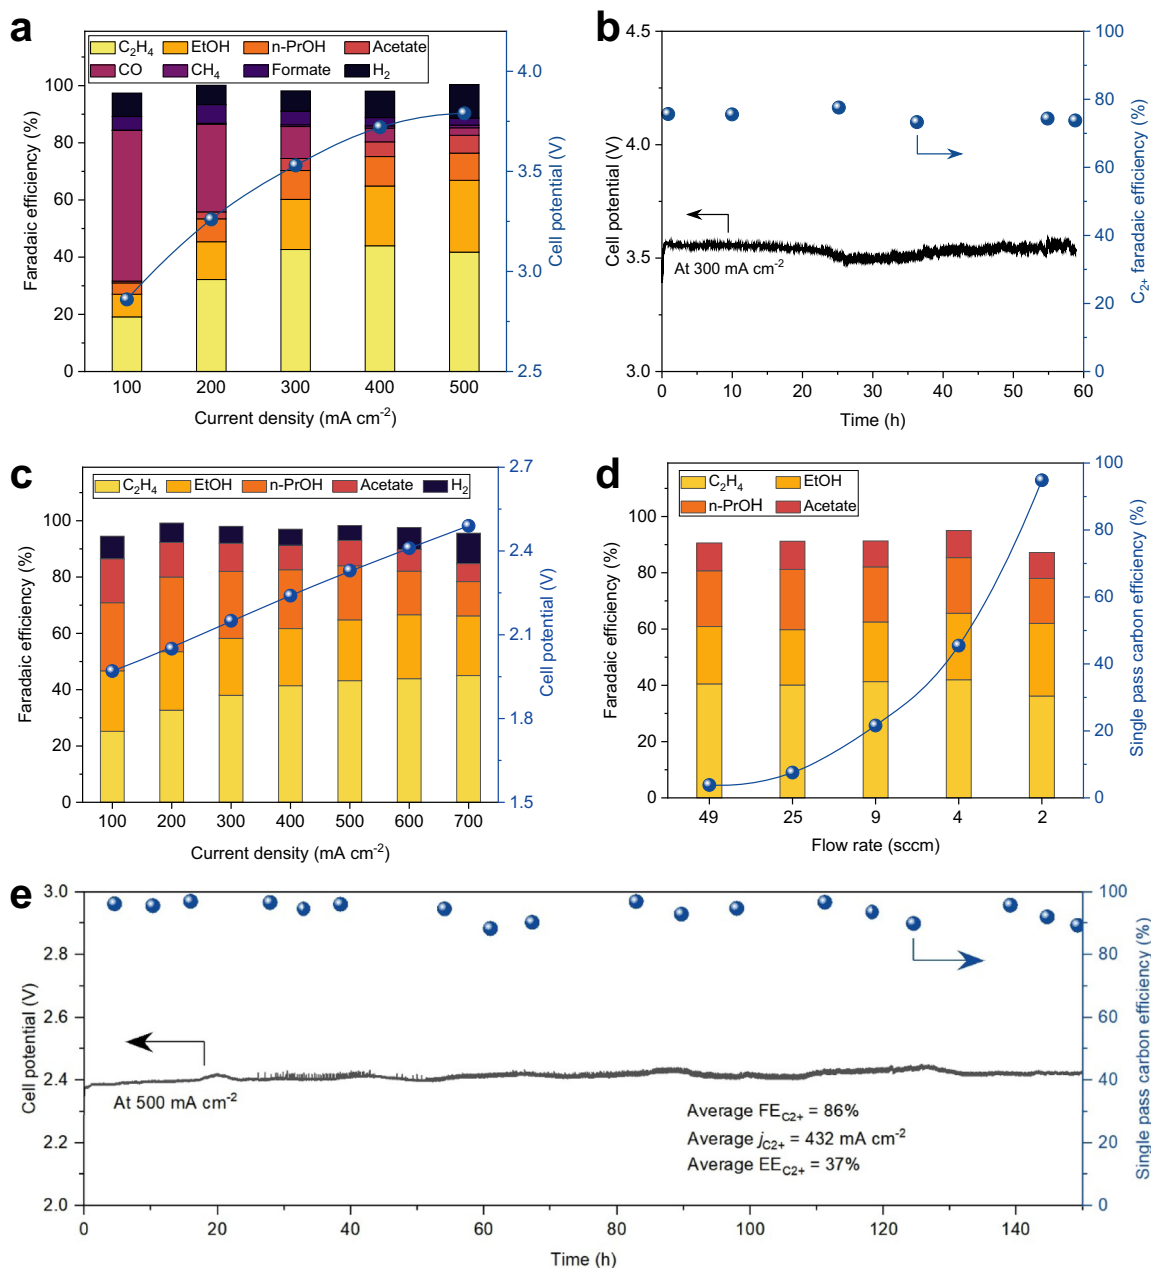 a
C₂H₄ EtOH n-PrOH Acetate
CO CH₄ Formate H₂
Faradaic efficiency (%)
0 20 40 60 80 100
100 200 300 400 500
Current density (mA cm⁻²)
2.5 3.0 3.5 4.0
Cell potential (V)
b
Cell potential (V)
3.0 3.5 4.0 4.5
At 300 mA cm⁻²
0 10 20 30 40 50 60
Time (h)
0 20 40 60 80 100
C₂₊ faradaic efficiency (%)
c
C₂H₄ EtOH n-PrOH Acetate H₂
Faradaic efficiency (%)
0 20 40 60 80 100
100 200 300 400 500 600 700
Current density (mA cm⁻²)
1.5 1.8 2.1 2.4 2.7
Cell potential (V)
d
C₂H₄ EtOH
n-PrOH Acetate
Faradaic efficiency (%)
0 20 40 60 80 100
49 25 9 4 2
Flow rate (sccm)
0 20 40 60 80 100
Single pass carbon efficiency (%)
e
Cell potential (V)
2.0 2.2 2.4 2.6 2.8 3.0
At 500 mA cm⁻²
Average FE_C2+ = 86%
Average j_C2+ = 432 mA cm⁻²
Average EE_C2+ = 37%
0 20 40 60 80 100 120 140
Time (h)
0 20 40 60 80 100
Single pass carbon efficiency (%)